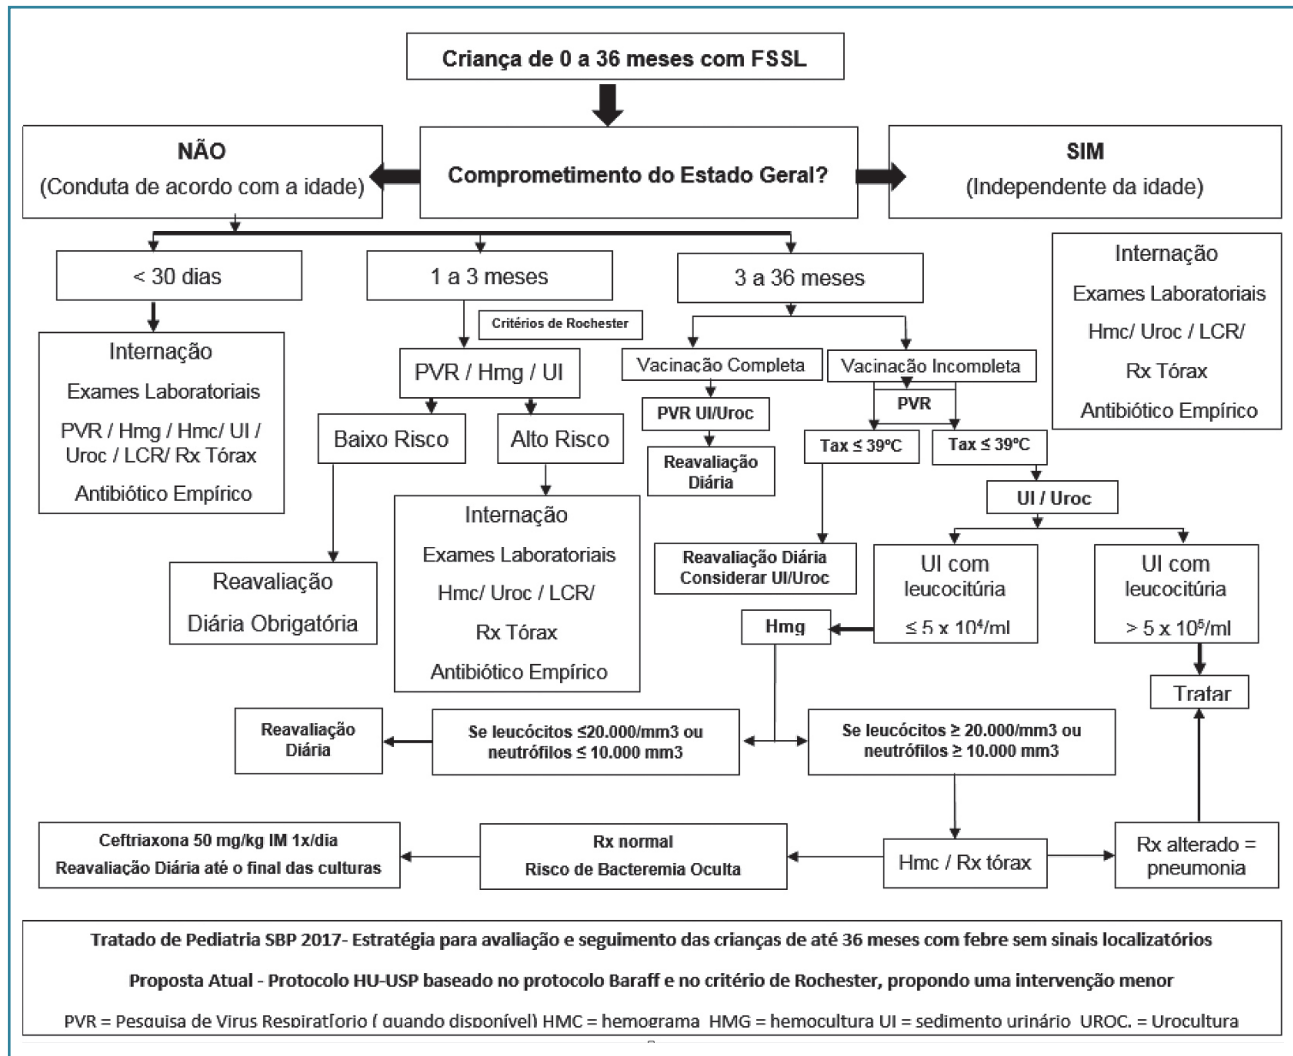 Criança de 0 a 36 meses com FSSL
NÃO
(Conduta de acordo com a idade)
Comprometimento do Estado Geral?
SIM
(Independente da idade)
< 30 dias
1 a 3 meses
3 a 36 meses
Internação
Exames Laboratoriais
Hmc/ Uroc / LCR/
Rx Tórax
Antibiótico Empírico
Critérios de Rochester
Internação
Exames Laboratoriais
PVR / Hmg / Hmc/ UI /
Uroc / LCR/ Rx Tórax
Antibiótico Empírico
PVR / Hmg / UI
Baixo Risco
Alto Risco
Vacinação Completa
Vacinação Incompleta
PVR UI/Uroc
PVR
Reavaliação
Diária
Tax ≤ 39ºC
Tax ≤ 39ºC
UI / Uroc
Reavaliação
Diária Obrigatória
Internação
Exames Laboratoriais
Hmc/ Uroc / LCR/
Rx Tórax
Antibiótico Empírico
Reavaliação Diária
Considerar UI/Uroc
UI com
leucocitúria
≤ 5 x 10⁴/ml
UI com
leucocitúria
> 5 x 10⁵/ml
Hmg
Tratar
Reavaliação
Diária
Se leucócitos ≤20.000/mm3 ou
neutrófilos ≤ 10.000 mm3
Se leucócitos ≥ 20.000/mm3 ou
neutrófilos ≥ 10.000 mm3
Ceftriaxona 50 mg/kg IM 1x/dia
Reavaliação Diária até o final das culturas
Rx normal
Risco de Bacteremia Oculta
Hmc / Rx tórax
Rx alterado =
pneumonia
Tratado de Pediatria SBP 2017- Estratégia para avaliação e seguimento das crianças de até 36 meses com febre sem sinais localizatórios
Proposta Atual - Protocolo HU-USP baseado no protocolo Baraff e no critério de Rochester, propondo uma intervenção menor
PVR = Pesquisa de Virus Respirat[orio ( quando disponível) HMC = hemograma HMG = hemocultura UI = sedimento urinário UROC. = Urocultura